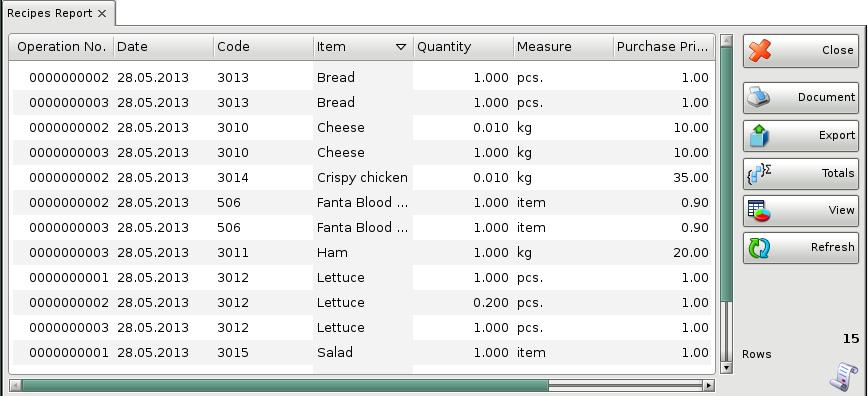 Recipes Report
Operation No. Date Code Item Quantity Measure Purchase Pri...
0000000002 28.05.2013 3013 Bread 1.000 pcs. 1.00
0000000003 28.05.2013 3013 Bread 1.000 pcs. 1.00
0000000002 28.05.2013 3010 Cheese 0.010 kg 10.00
0000000003 28.05.2013 3010 Cheese 1.000 kg 10.00
0000000002 28.05.2013 3014 Crispy chicken 0.010 kg 35.00
0000000002 28.05.2013 506 Fanta Blood ... 1.000 item 0.90
0000000003 28.05.2013 506 Fanta Blood ... 1.000 item 0.90
0000000003 28.05.2013 3011 Ham 1.000 kg 20.00
0000000001 28.05.2013 3012 Lettuce 1.000 pcs. 1.00
0000000002 28.05.2013 3012 Lettuce 0.200 pcs. 1.00
0000000003 28.05.2013 3012 Lettuce 1.000 pcs. 1.00
0000000001 28.05.2013 3015 Salad 1.000 item 1.00
Close
Document
Export
Totals
View
Refresh
15
Rows